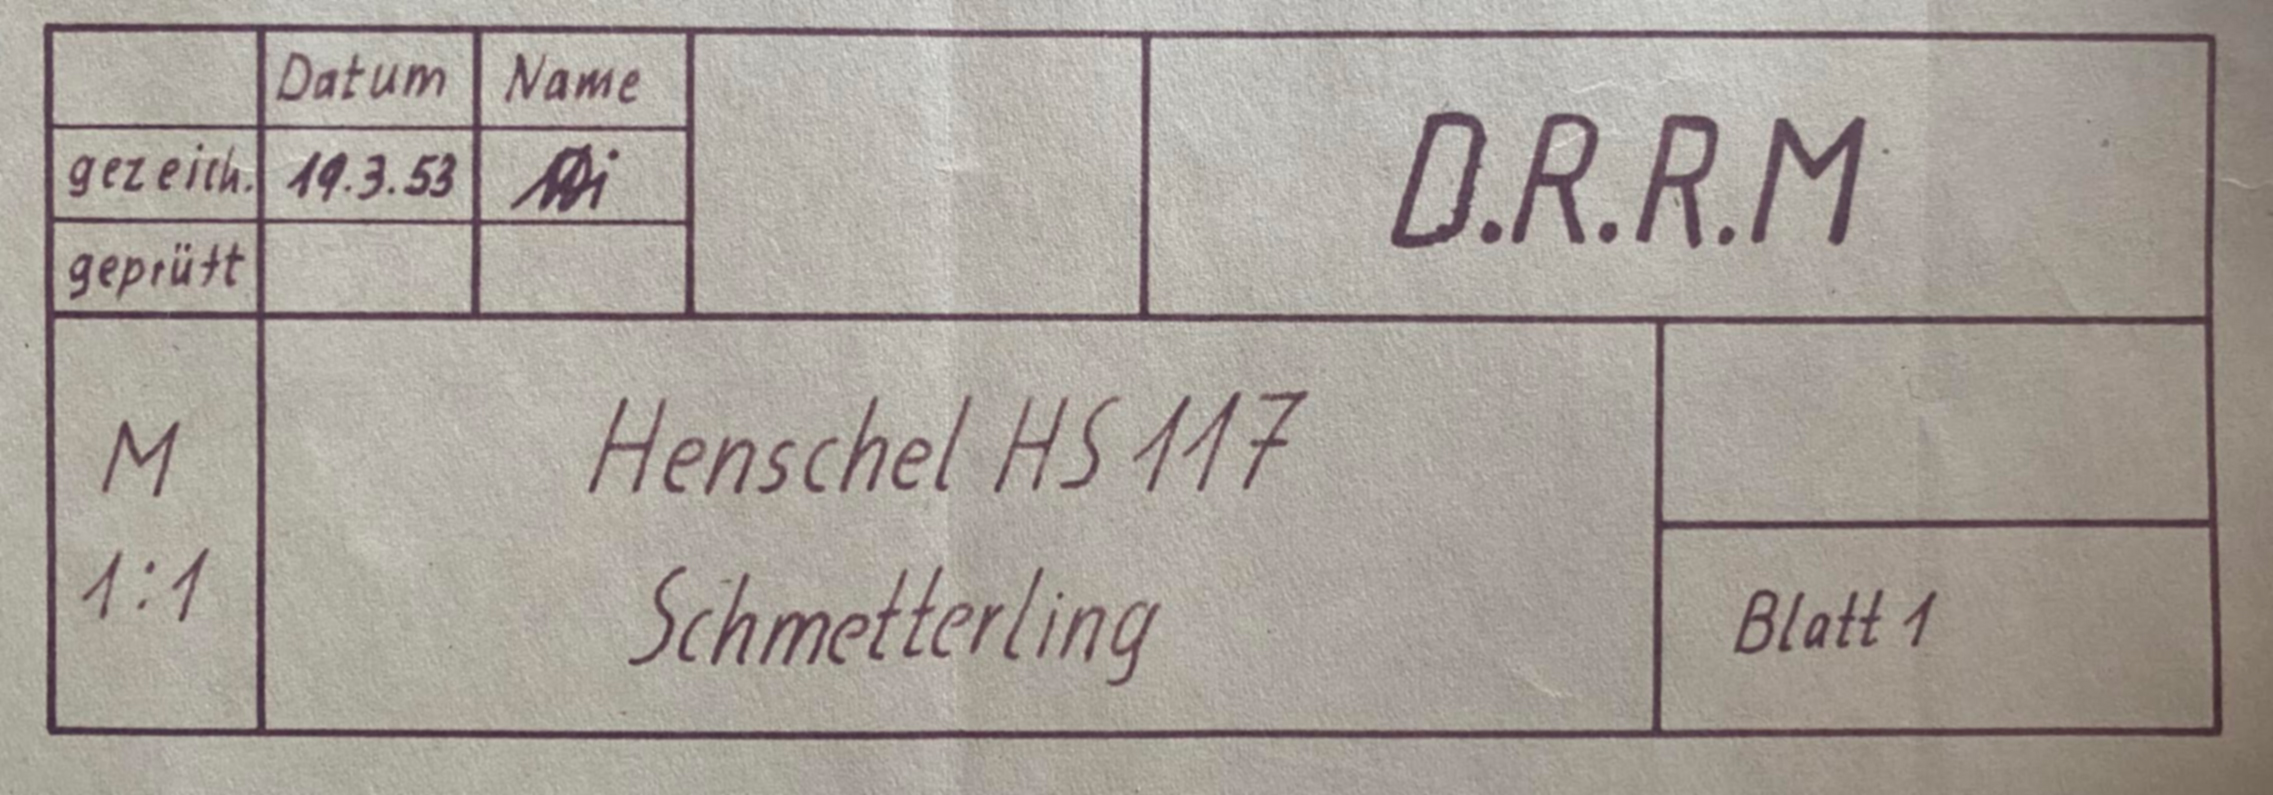 Datum Name
gezeich. 19.3.53
geprüft
D.R.R.M
M
1:1
Henschel HS 117
Schmetterling
Blatt 1